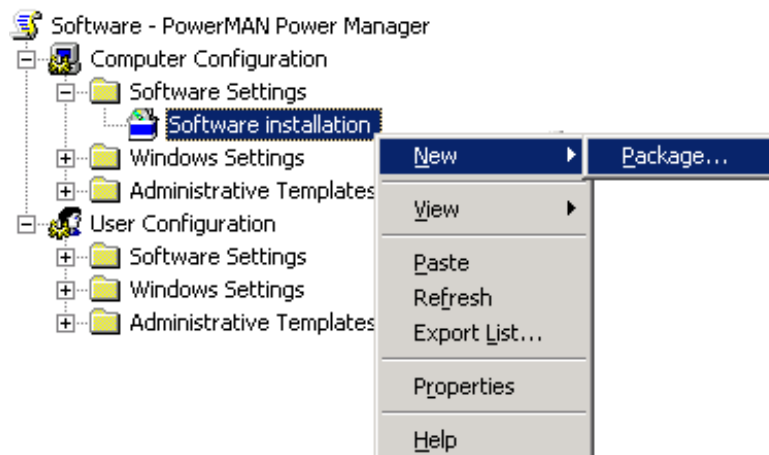 Software - PowerMAN Power Manager
Computer Configuration
Software Settings
Software installation
Windows Settings
Administrative Templates
User Configuration
Software Settings
Windows Settings
Administrative Templates
New
View
Paste
Refresh
Export List...
Properties
Help
Package...